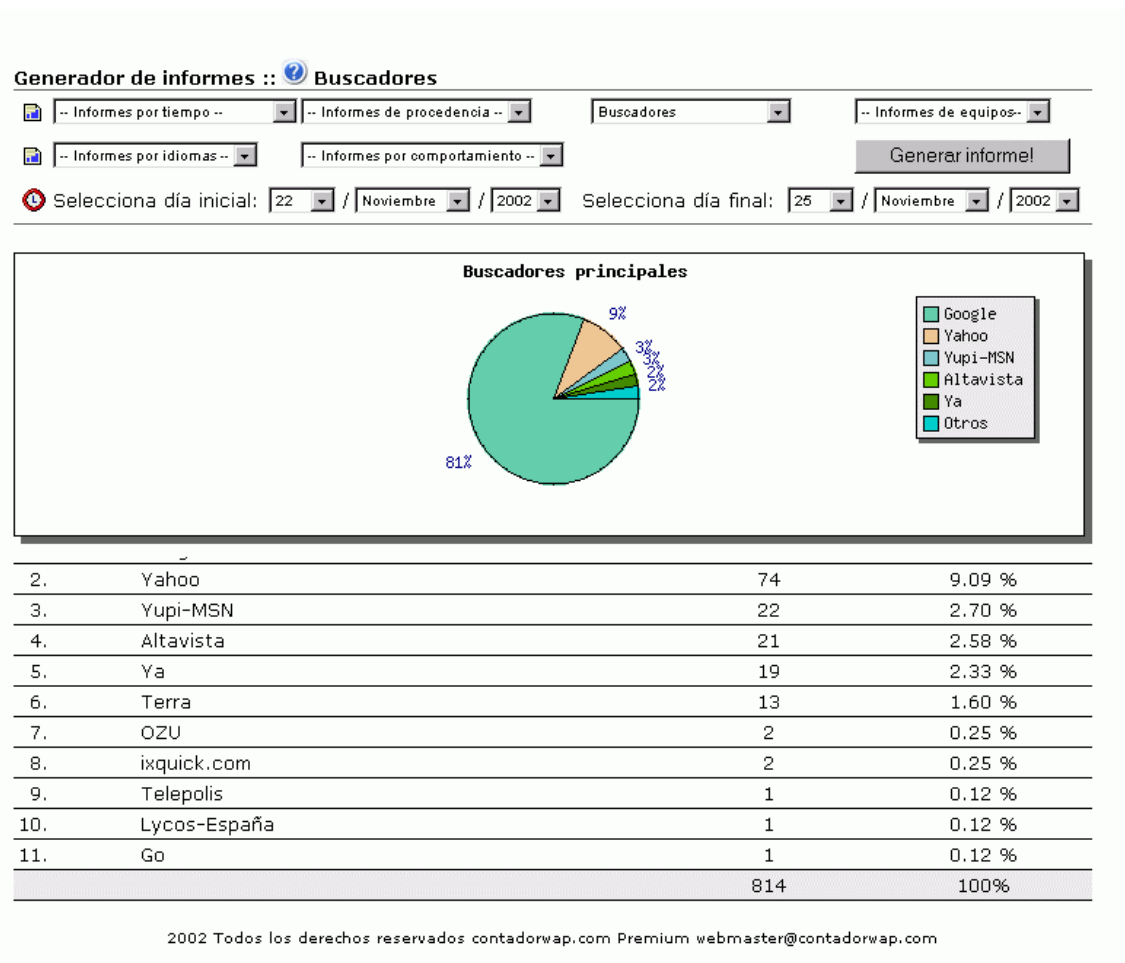 Generador de informes :: ? Buscadores
-- Informes por tiempo -- -- Informes de procedencia -- Buscadores -- Informes de equipos--
-- Informes por idiomas -- -- Informes por comportamiento -- Generar informe!
Selecciona día inicial: 22 / Noviembre / 2002 Selecciona día final: 25 / Noviembre / 2002
Buscadores principales
9%
3%
3%
2%
2%
81%
Google
Yahoo
Yupi-MSN
Altavista
Ya
Otros
2. Yahoo 74 9.09 %
3. Yupi-MSN 22 2.70 %
4. Altavista 21 2.58 %
5. Ya 19 2.33 %
6. Terra 13 1.60 %
7. OZU 2 0.25 %
8. ixquick.com 2 0.25 %
9. Telepolis 1 0.12 %
10. Lycos-España 1 0.12 %
11. Go 1 0.12 %
814 100%
2002 Todos los derechos reservados contadorwap.com Premium webmaster@contadorwap.com